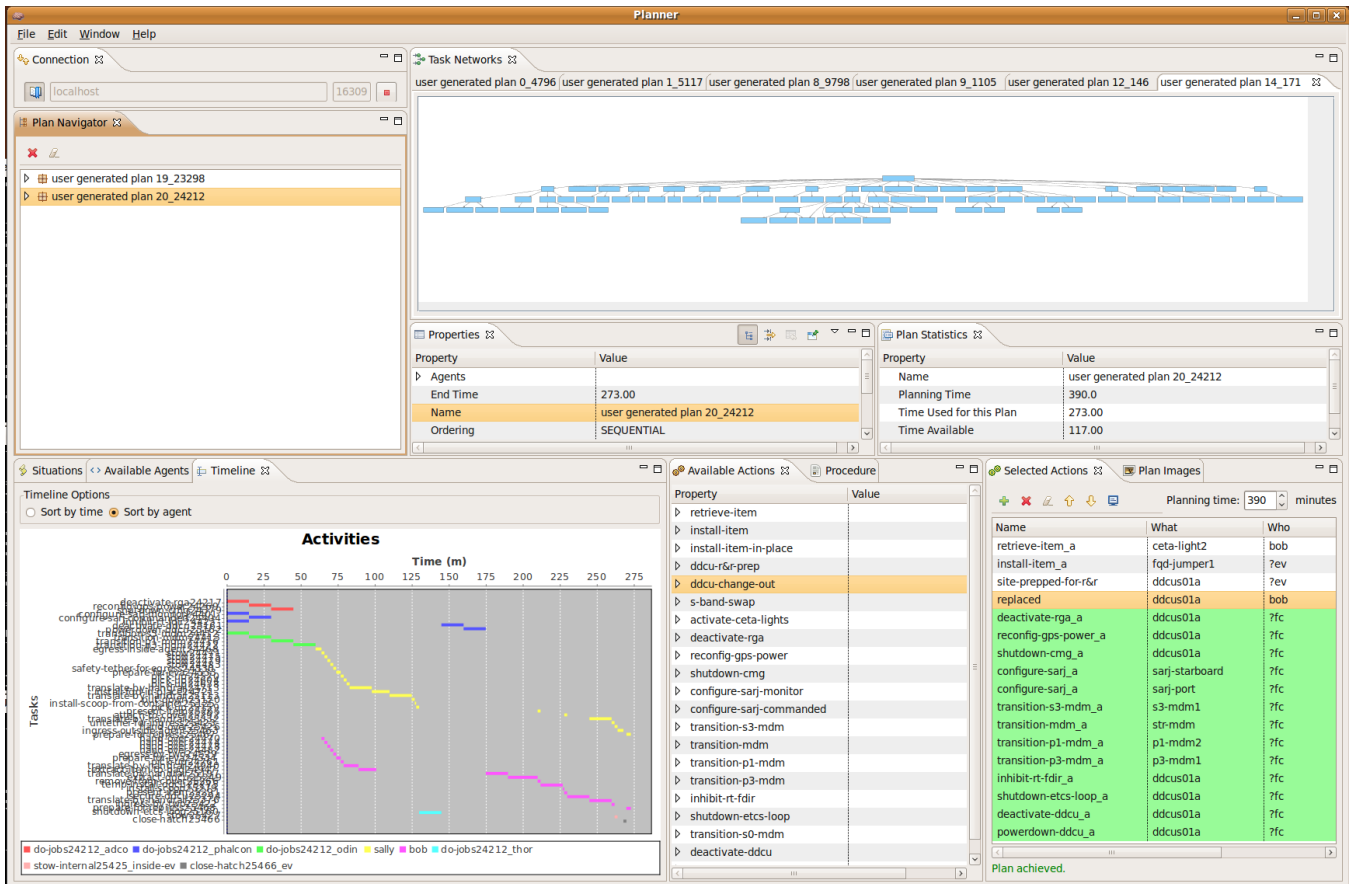 Planner
File Edit Window Help
Connection
localhost 16309
Plan Navigator
user generated plan 19_23298
user generated plan 20_24212
Task Networks
user generated plan 0_4796 user generated plan 1_5117 user generated plan 8_9798 user generated plan 9_1105 user generated plan 12_146 user generated plan 14_171
Properties
Property Value
Agents
End Time 273.00
Name user generated plan 20_24212
Ordering SEQUENTIAL
Plan Statistics
Property Value
Name user generated plan 20_24212
Planning Time 390.0
Time Used for this Plan 273.00
Time Available 117.00
Situations Available Agents Timeline
Timeline Options
Sort by time Sort by agent
Activities
Time (m)
0 25 50 75 100 125 150 175 200 225 250 275
Tasks
deactivate-rga24217
close-hatch25466
do-jobs24212_adco do-jobs24212_phalcon do-jobs24212_odin sally bob do-jobs24212_thor
stow-internal25425_inside-ev close-hatch25466_ev
Available Actions Procedure
Property Value
retrieve-item
install-item
install-item-in-place
ddcu-r&r-prep
ddcu-change-out
s-band-swap
activate-ceta-lights
deactivate-rga
reconfig-gps-power
shutdown-cmg
configure-sarj-monitor
configure-sarj-commanded
transition-s3-mdm
transition-mdm
transition-p1-mdm
transition-p3-mdm
inhibit-rt-fdir
shutdown-etcs-loop
transition-s0-mdm
deactivate-ddcu
Selected Actions Plan Images
Planning time: 390 minutes
Name What Who
retrieve-item_a ceta-light2 bob
install-item_a fqd-jumper1 ?ev
site-prepped-for-r&r ddcus01a ?ev
replaced ddcus01a bob
deactivate-rga_a ddcus01a ?fc
reconfig-gps-power_a ddcus01a ?fc
shutdown-cmg_a ddcus01a ?fc
configure-sarj_a sarj-starboard ?fc
configure-sarj_a sarj-port ?fc
transition-s3-mdm_a s3-mdm1 ?fc
transition-mdm_a str-mdm ?fc
transition-p1-mdm_a p1-mdm2 ?fc
transition-p3-mdm_a p3-mdm1 ?fc
inhibit-rt-fdir_a ddcus01a ?fc
shutdown-etcs-loop_a ddcus01a ?fc
deactivate-ddcu_a ddcus01a ?fc
powerdown-ddcu_a ddcus01a ?fc
Plan achieved.